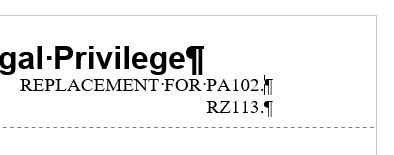 gal·Privilege¶
REPLACEMENT·FOR·PA102.¶
RZ113.¶